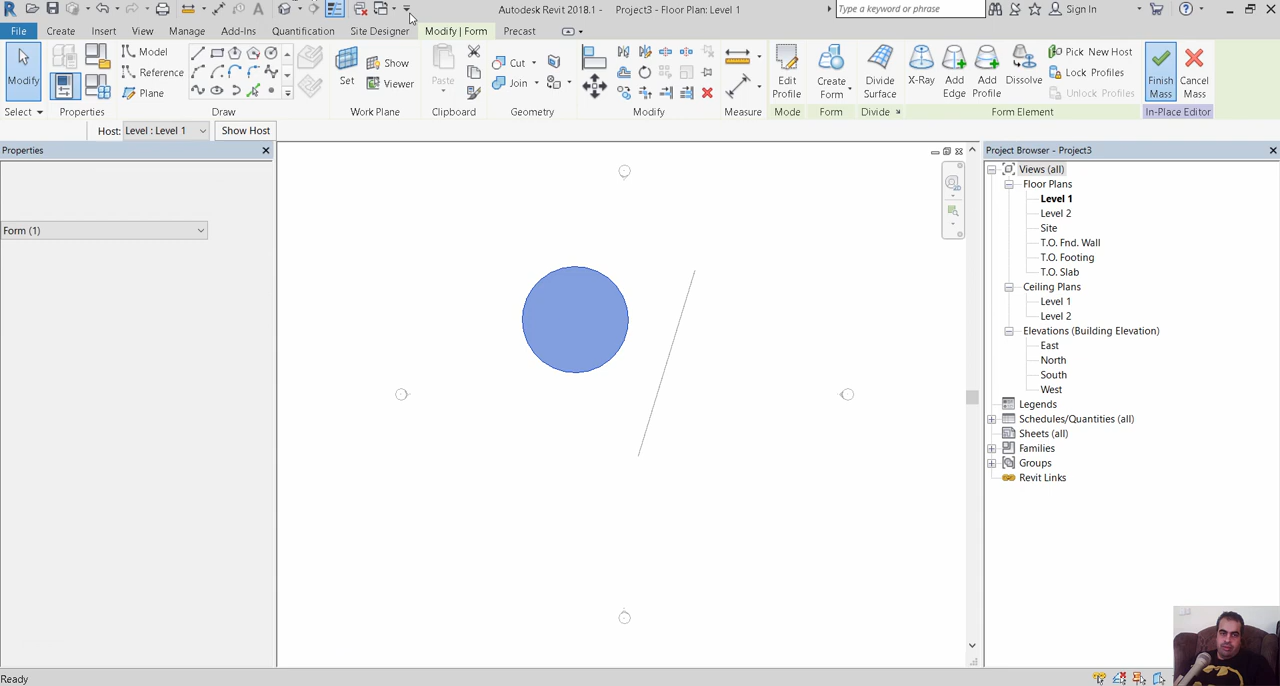 Autodesk Revit 2018.1 - Project3 - Floor Plan: Level 1
Type a keyword or phrase
Sign In
File Create Insert View Manage Add-Ins Quantification Site Designer Modify | Form Precast
Modify
Model
Reference
Plane
Set
Show
Viewer
Paste
Cut
Join
Edit Profile
Create Form
Divide Surface
X-Ray
Add Edge
Add Profile
Dissolve
Pick New Host
Lock Profiles
Unlock Profiles
Finish Mass
Cancel Mass
Select Properties Draw Work Plane Clipboard Geometry Modify Measure Mode Form Divide Form Element In-Place Editor
Host: Level : Level 1 Show Host
Properties
Form (1)
Project Browser - Project3
Views (all)
Floor Plans
Level 1
Level 2
Site
T.O. Fnd. Wall
T.O. Footing
T.O. Slab
Ceiling Plans
Level 1
Level 2
Elevations (Building Elevation)
East
North
South
West
Legends
Schedules/Quantities (all)
Sheets (all)
Families
Groups
Revit Links
Ready